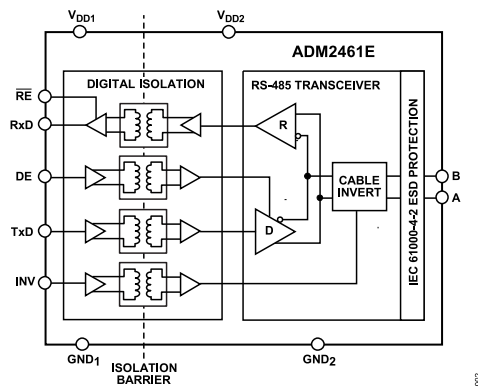 VDD1
VDD2
ADM2461E
DIGITAL ISOLATION
RS-485 TRANSCEIVER
RE
RxD
R
DE
CABLE
INVERT
B
A
TxD
D
INV
IEC 61000-4-2 ESD PROTECTION
GND1
GND2
ISOLATION
BARRIER
002